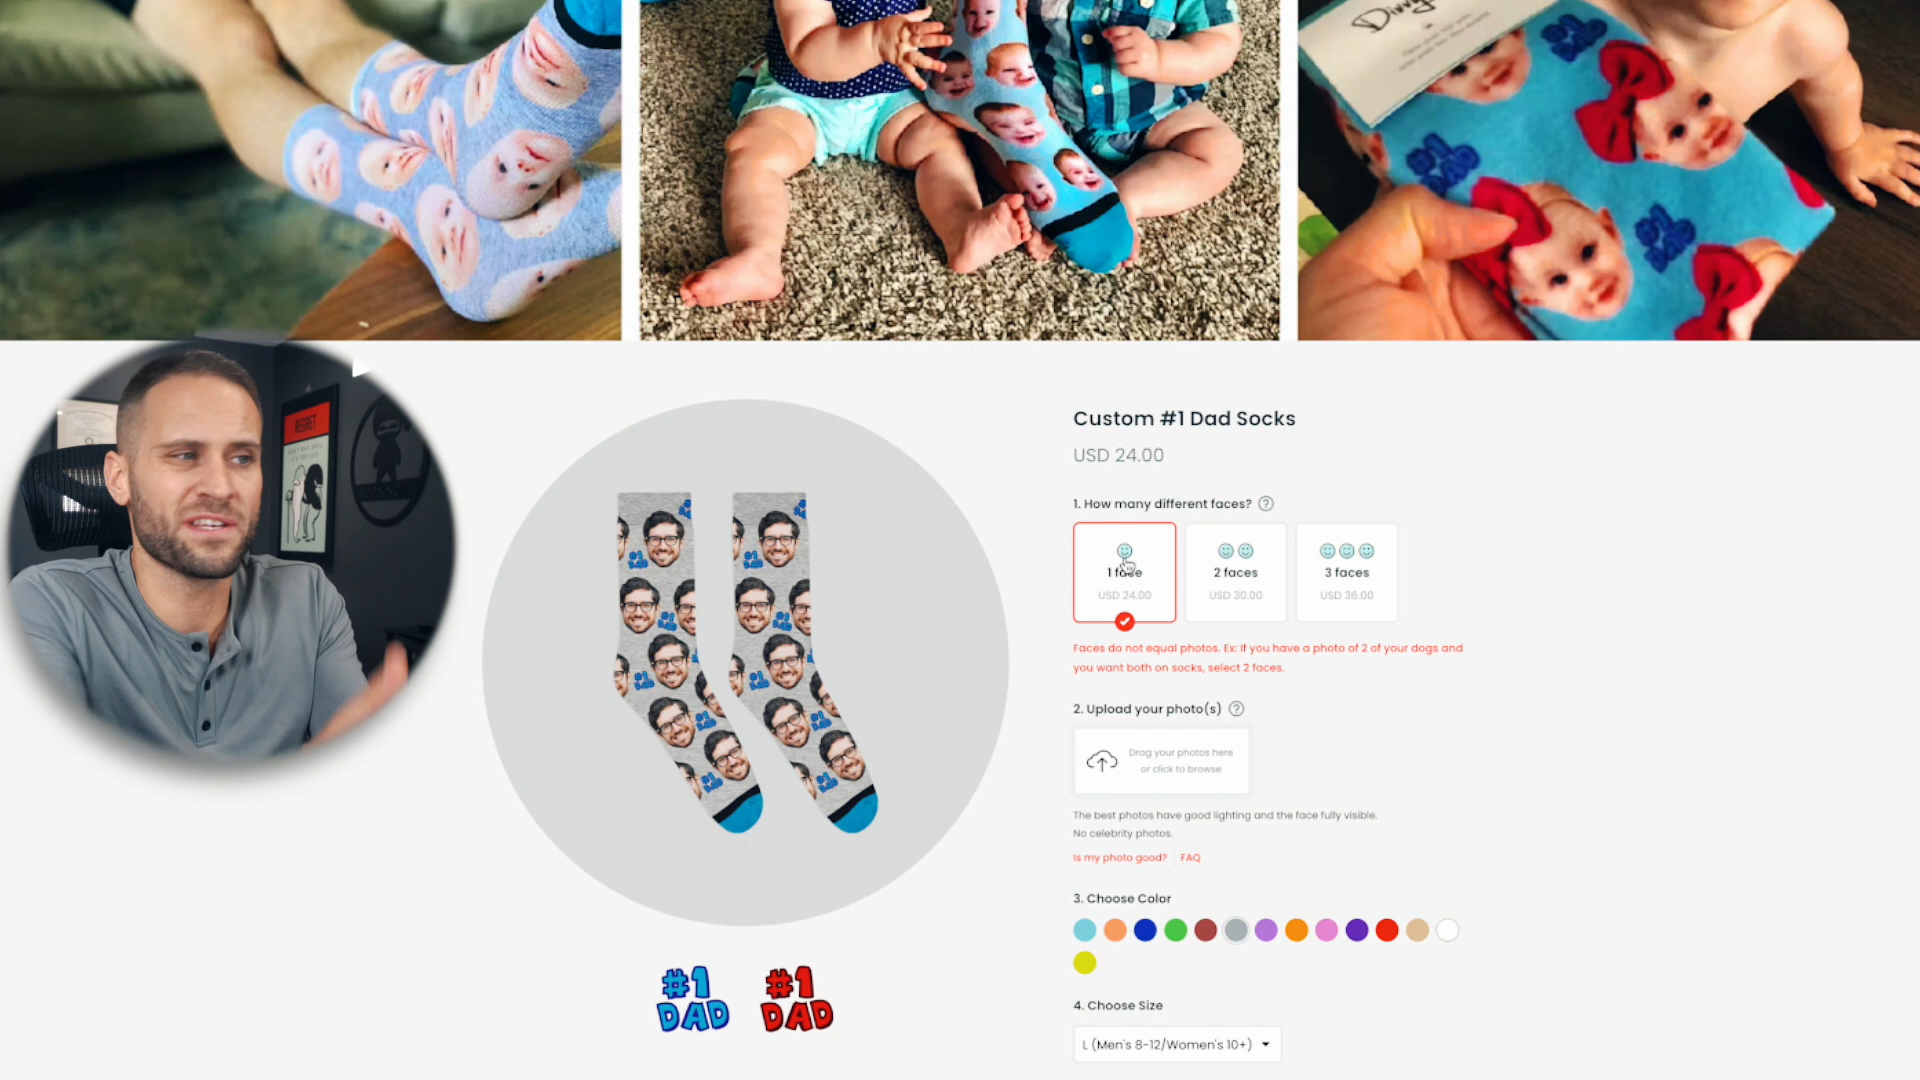 #1
DAD
#1
DAD
REGRET
Custom #1 Dad Socks
USD 24.00
1. How many different faces?
1 face
2 faces
3 faces
USD 24.00
USD 30.00
USD 36.00
Faces do not equal photos. Ex: If you have a photo of 2 of your dogs and
you want both on socks, select 2 faces.
2. Upload your photo(s)
Drag your photos here
or click to browse
The best photos have good lighting and the face fully visible.
No celebrity photos.
Is my photo good?
FAQ
3. Choose Color
#1
DAD
#1
DAD
4. Choose Size
L (Men's 8-12/Women's 10+)